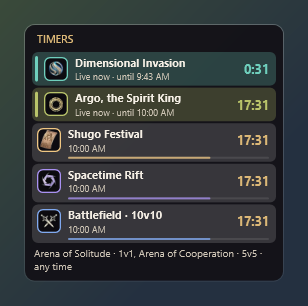 TIMERS
Dimensional Invasion
0:31
Live now · until 9:43 AM
Argo, the Spirit King
17:31
Live now · until 10:00 AM
Shugo Festival
17:31
10:00 AM
Spacetime Rift
17:31
10:00 AM
Battlefield · 10v10
17:31
10:00 AM
Arena of Solitude · 1v1, Arena of Cooperation · 5v5 ·
any time